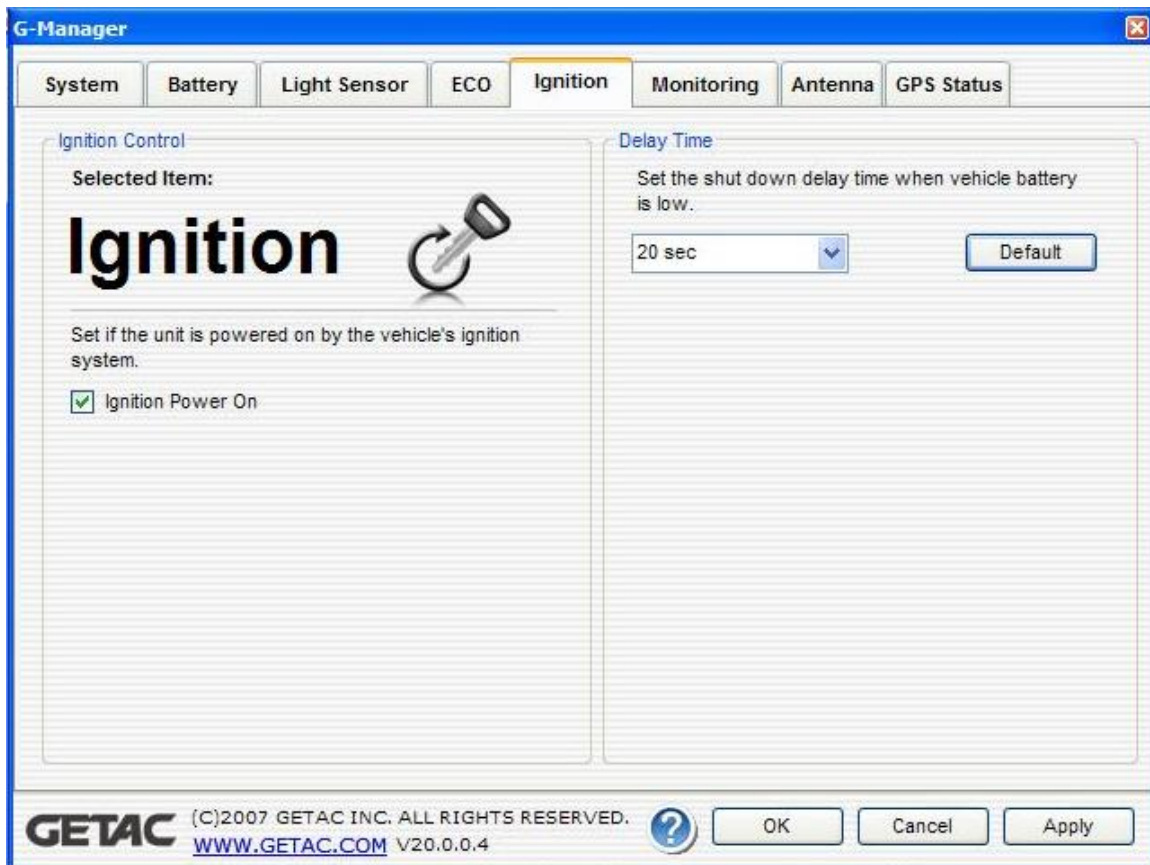 G-Manager
System Battery Light Sensor ECO Ignition Monitoring Antenna GPS Status
Ignition Control
Selected Item:
Ignition
Set if the unit is powered on by the vehicle's ignition
system.
Ignition Power On
Delay Time
Set the shut down delay time when vehicle battery
is low.
20 sec Default
GETAC (C)2007 GETAC INC. ALL RIGHTS RESERVED.
WWW.GETAC.COM V20.0.0.4
? OK Cancel Apply